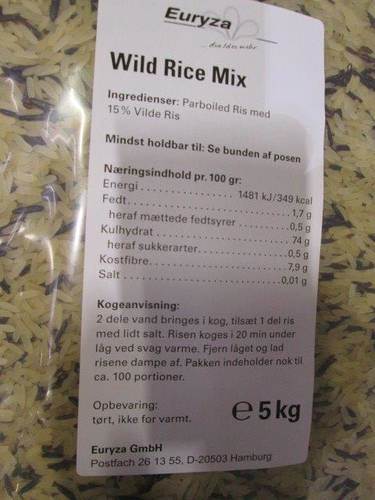 Euryza
Wild Rice Mix
Ingredienser: Parboiled Ris med
15% Vilde Ris
Mindst holdbar til: Se bunden af posen
Næringsindhold pr. 100 gr:
Energi.................. 1481 kJ/349 kcal
Fedt.................................1,7 g
heraf mættede fedtsyrer.............0,5 g
Kulhydrat............................74 g
heraf sukkerarter...................0,5 g
Kostfibre............................7,9 g
Salt................................0,01 g
Kogeanvisning:
2 dele vand bringes i kog, tilsæt 1 del ris
med lidt salt. Risen koges i 20 min under
låg ved svag varme. Fjern låget og lad
risene dampe af. Pakken indeholder nok til
ca. 100 portioner.
Opbevaring:
tørt, ikke for varmt.
℮ 5 kg
Euryza GmbH
Postfach 26 13 55, D-20503 Hamburg